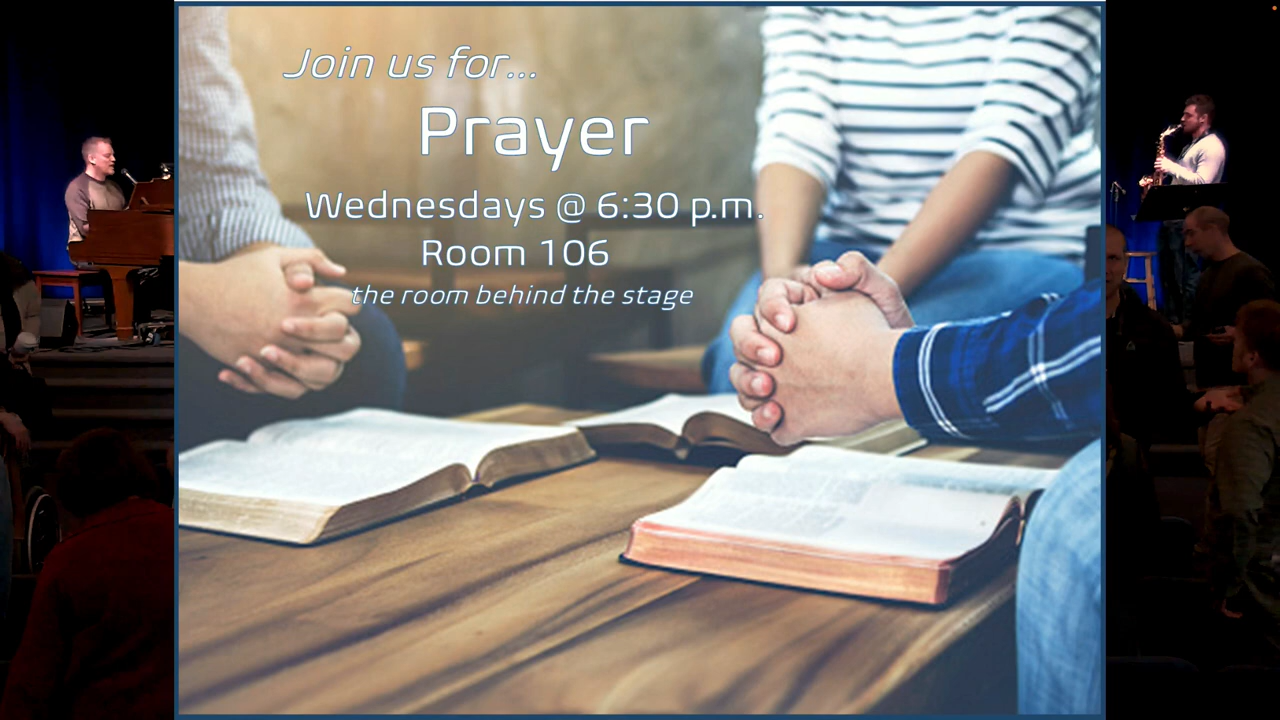 Join us for...
Prayer
Wednesdays @ 6:30 p.m.
Room 106
the room behind the stage